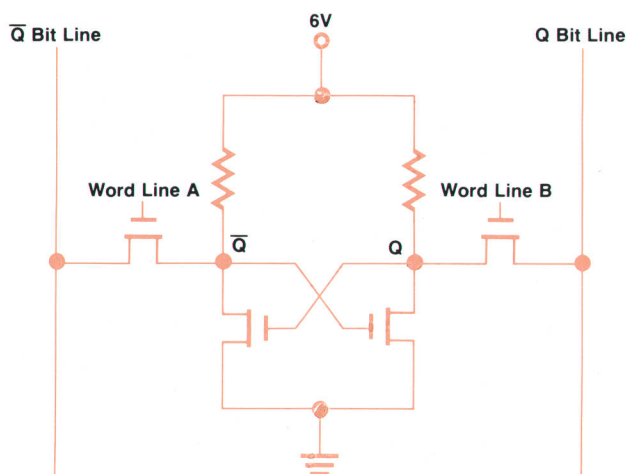 Q̅ Bit Line
6V
Q Bit Line
Word Line A
Word Line B
Q̅
Q